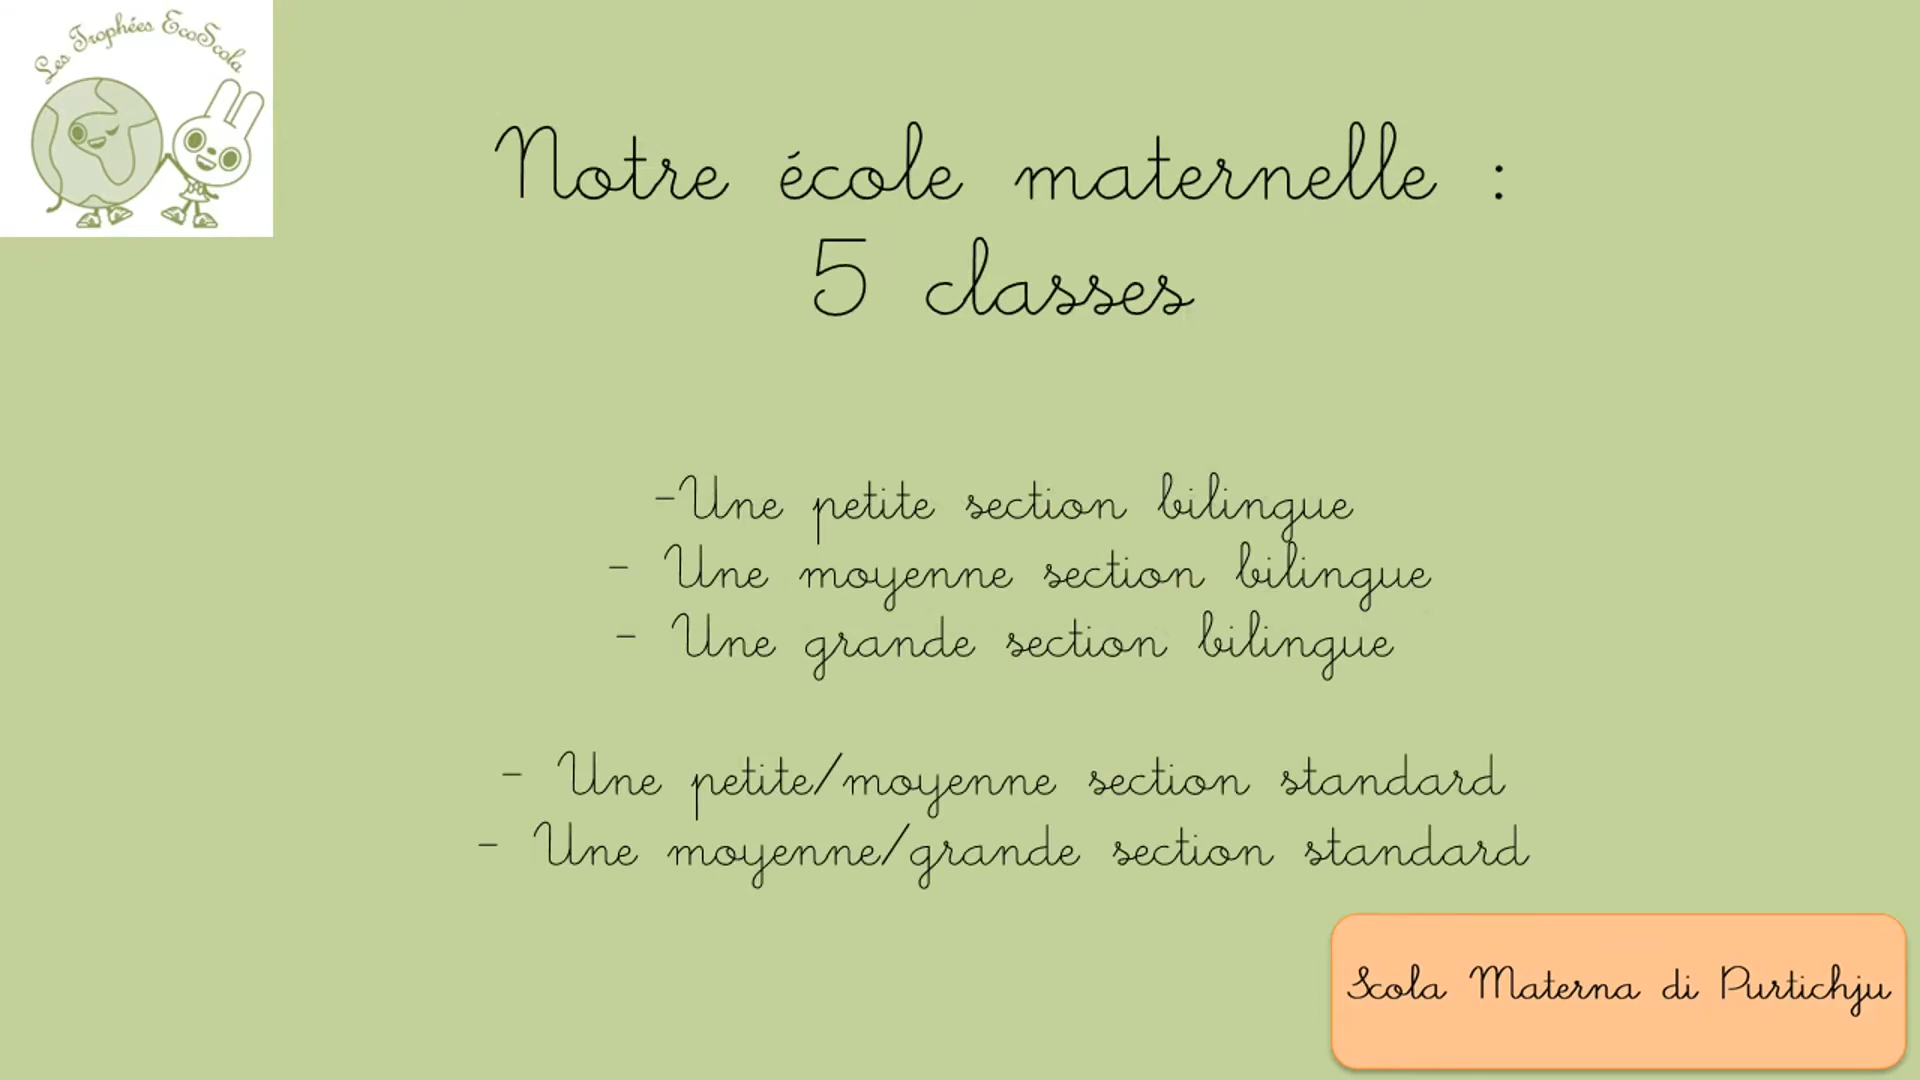 Les Trophées EcoScola
Notre école maternelle :
5 classes
-Une petite section bilingue
- Une moyenne section bilingue
- Une grande section bilingue
- Une petite/moyenne section standard
- Une moyenne/grande section standard
Scola Materna di Purtichju